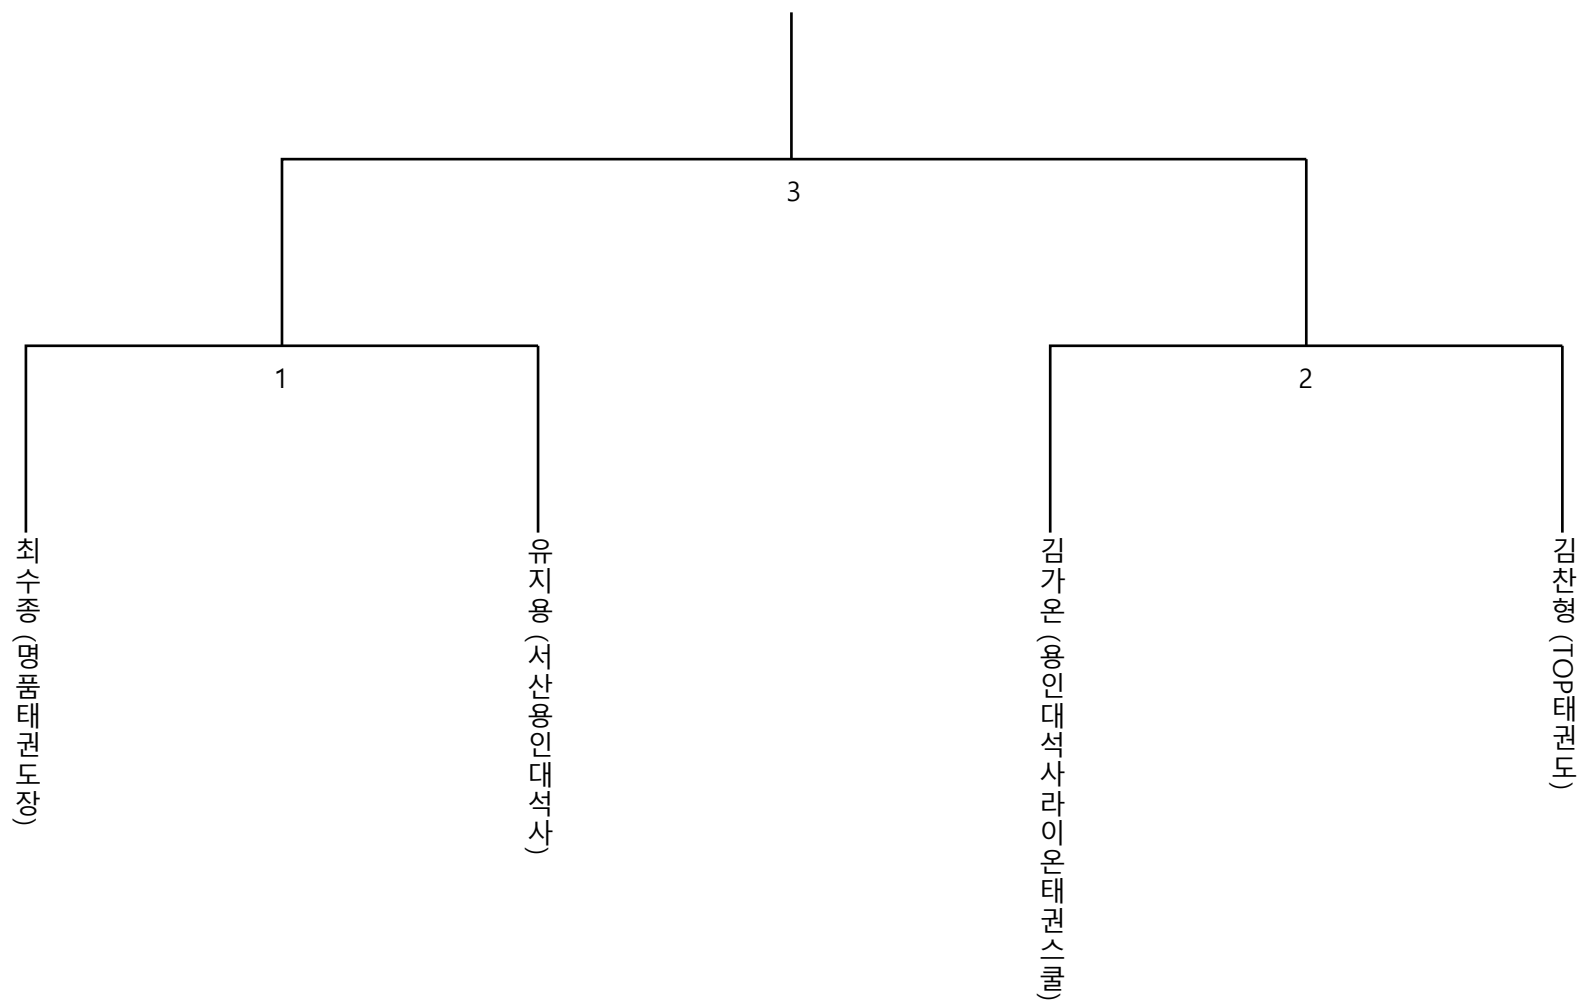 3
1
2
최수종 (명품태권도장)
유지용 (서산용인대석사)
김가온 (용인대석사라이온태권스쿨)
김찬형 (TOP태권도)